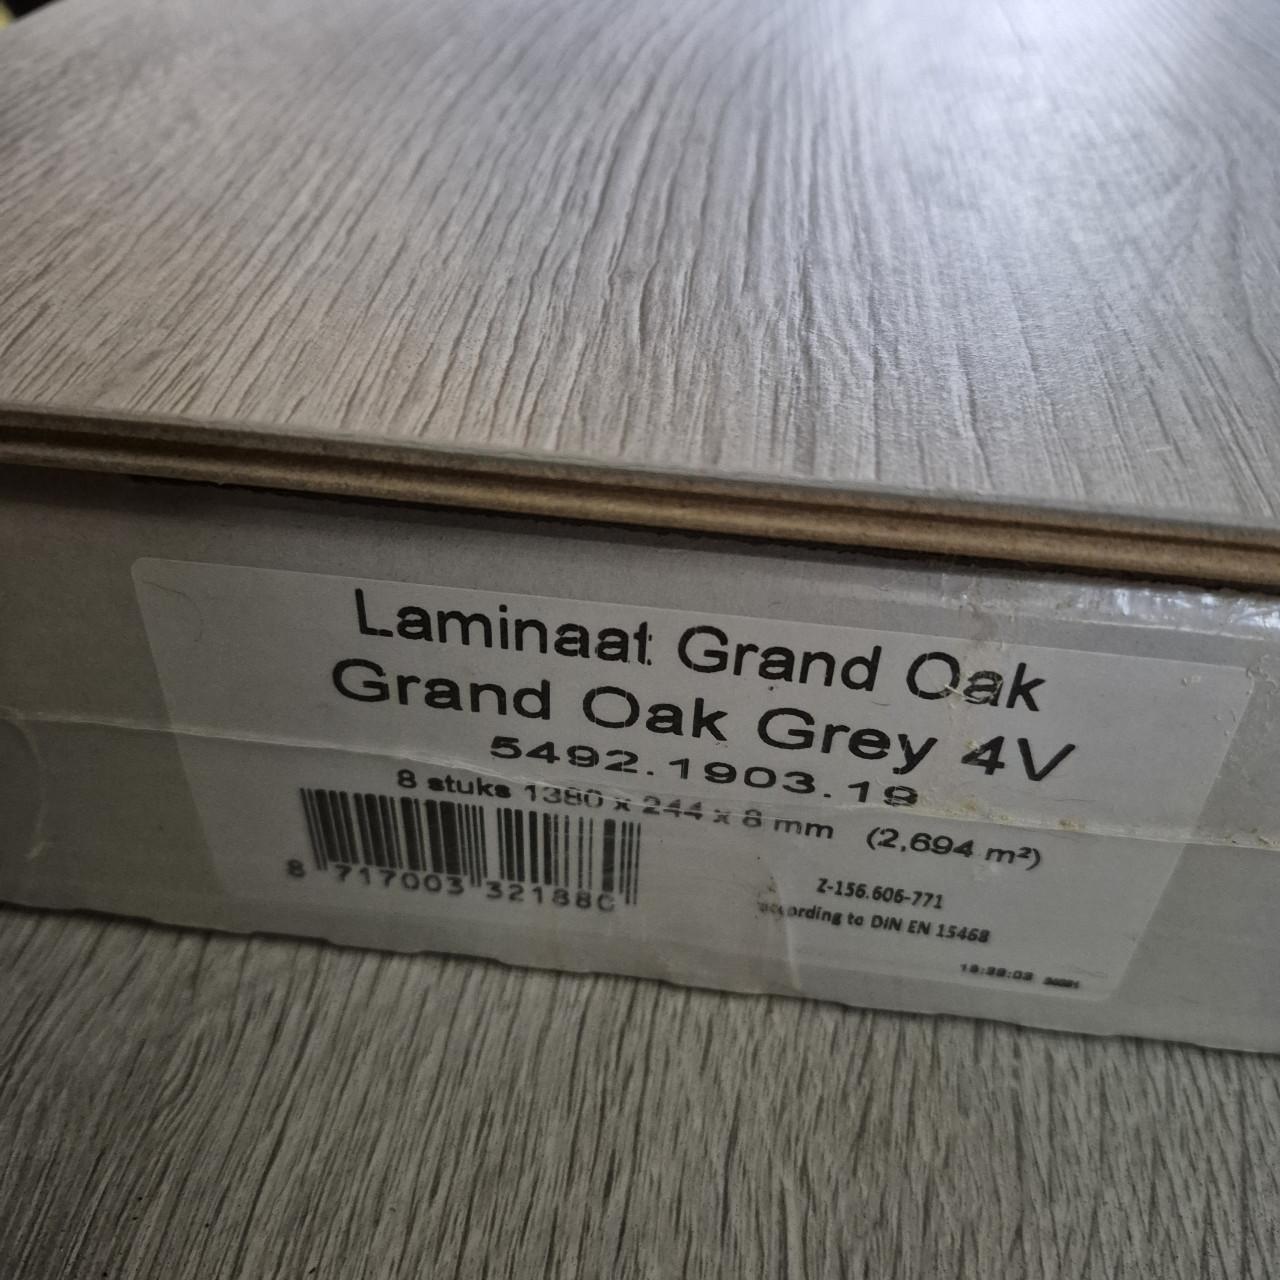 Laminaat Grand Oak
Grand Oak Grey 4V
5492.1903.19
8 stuks 1380 x 244 x 8 mm (2,694 m²)
8 717003 321880
Z-156.606-771
according to DIN EN 15468